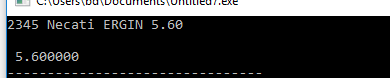 C:\Users\bd\Documents\Untitled7.exe
2345 Necati ERGIN 5.60
5.600000
--------------------------------